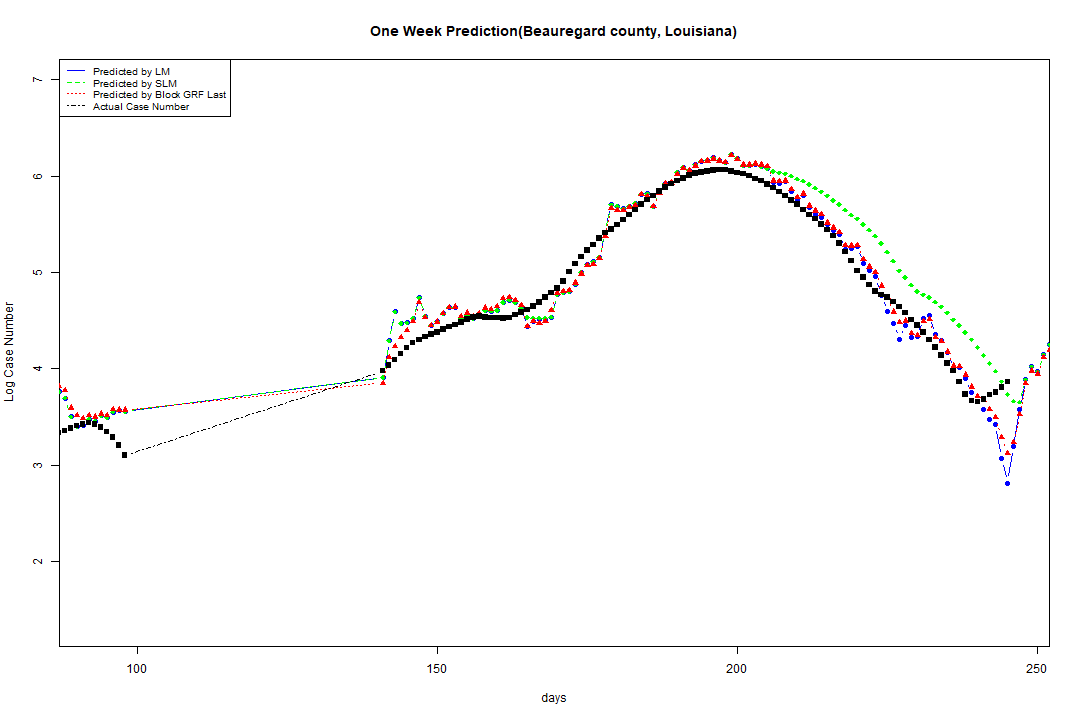 One Week Prediction(Beauregard county, Louisiana)
Predicted by LM
Predicted by SLM
Predicted by Block GRF Last
Actual Case Number
7
6
5
4
3
2
Log Case Number
100 150 200 250
days